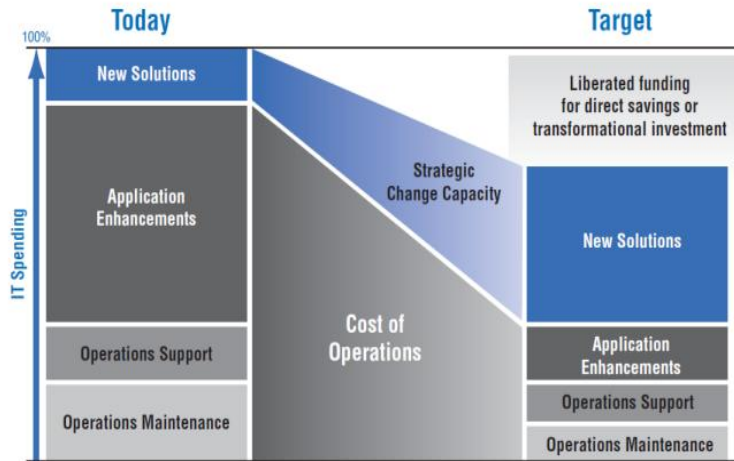 Today
Target
100%
New Solutions
Liberated funding
for direct savings or
transformational investment
Strategic
Change Capacity
Application
Enhancements
New Solutions
IT Spending
Cost of
Operations
Operations Support
Application
Enhancements
Operations Support
Operations Maintenance
Operations Maintenance